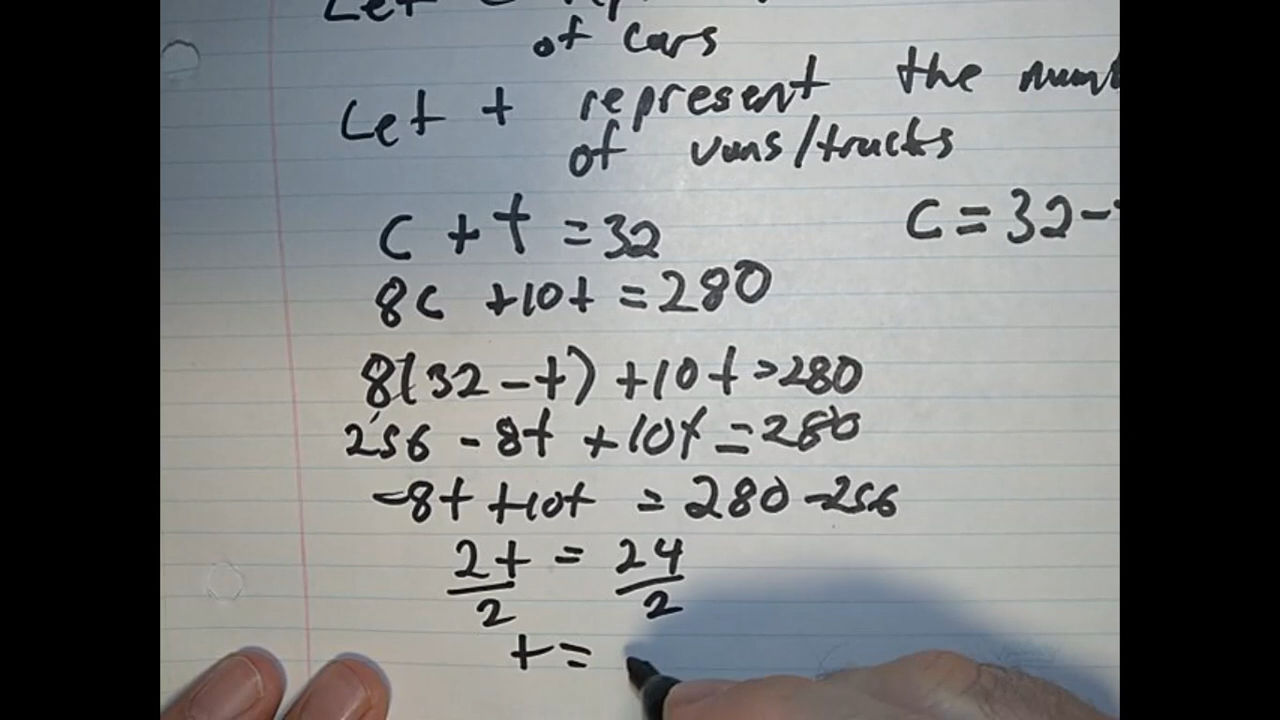 Let
of cars
Let t represent the num
of vans/trucks
c + t = 32
c = 32 -
8c + 10t = 280
8(32 - t) + 10t = 280
256 - 8t + 10t = 280
-8t + 10t = 280 - 256
2t = 24
2 2
t =